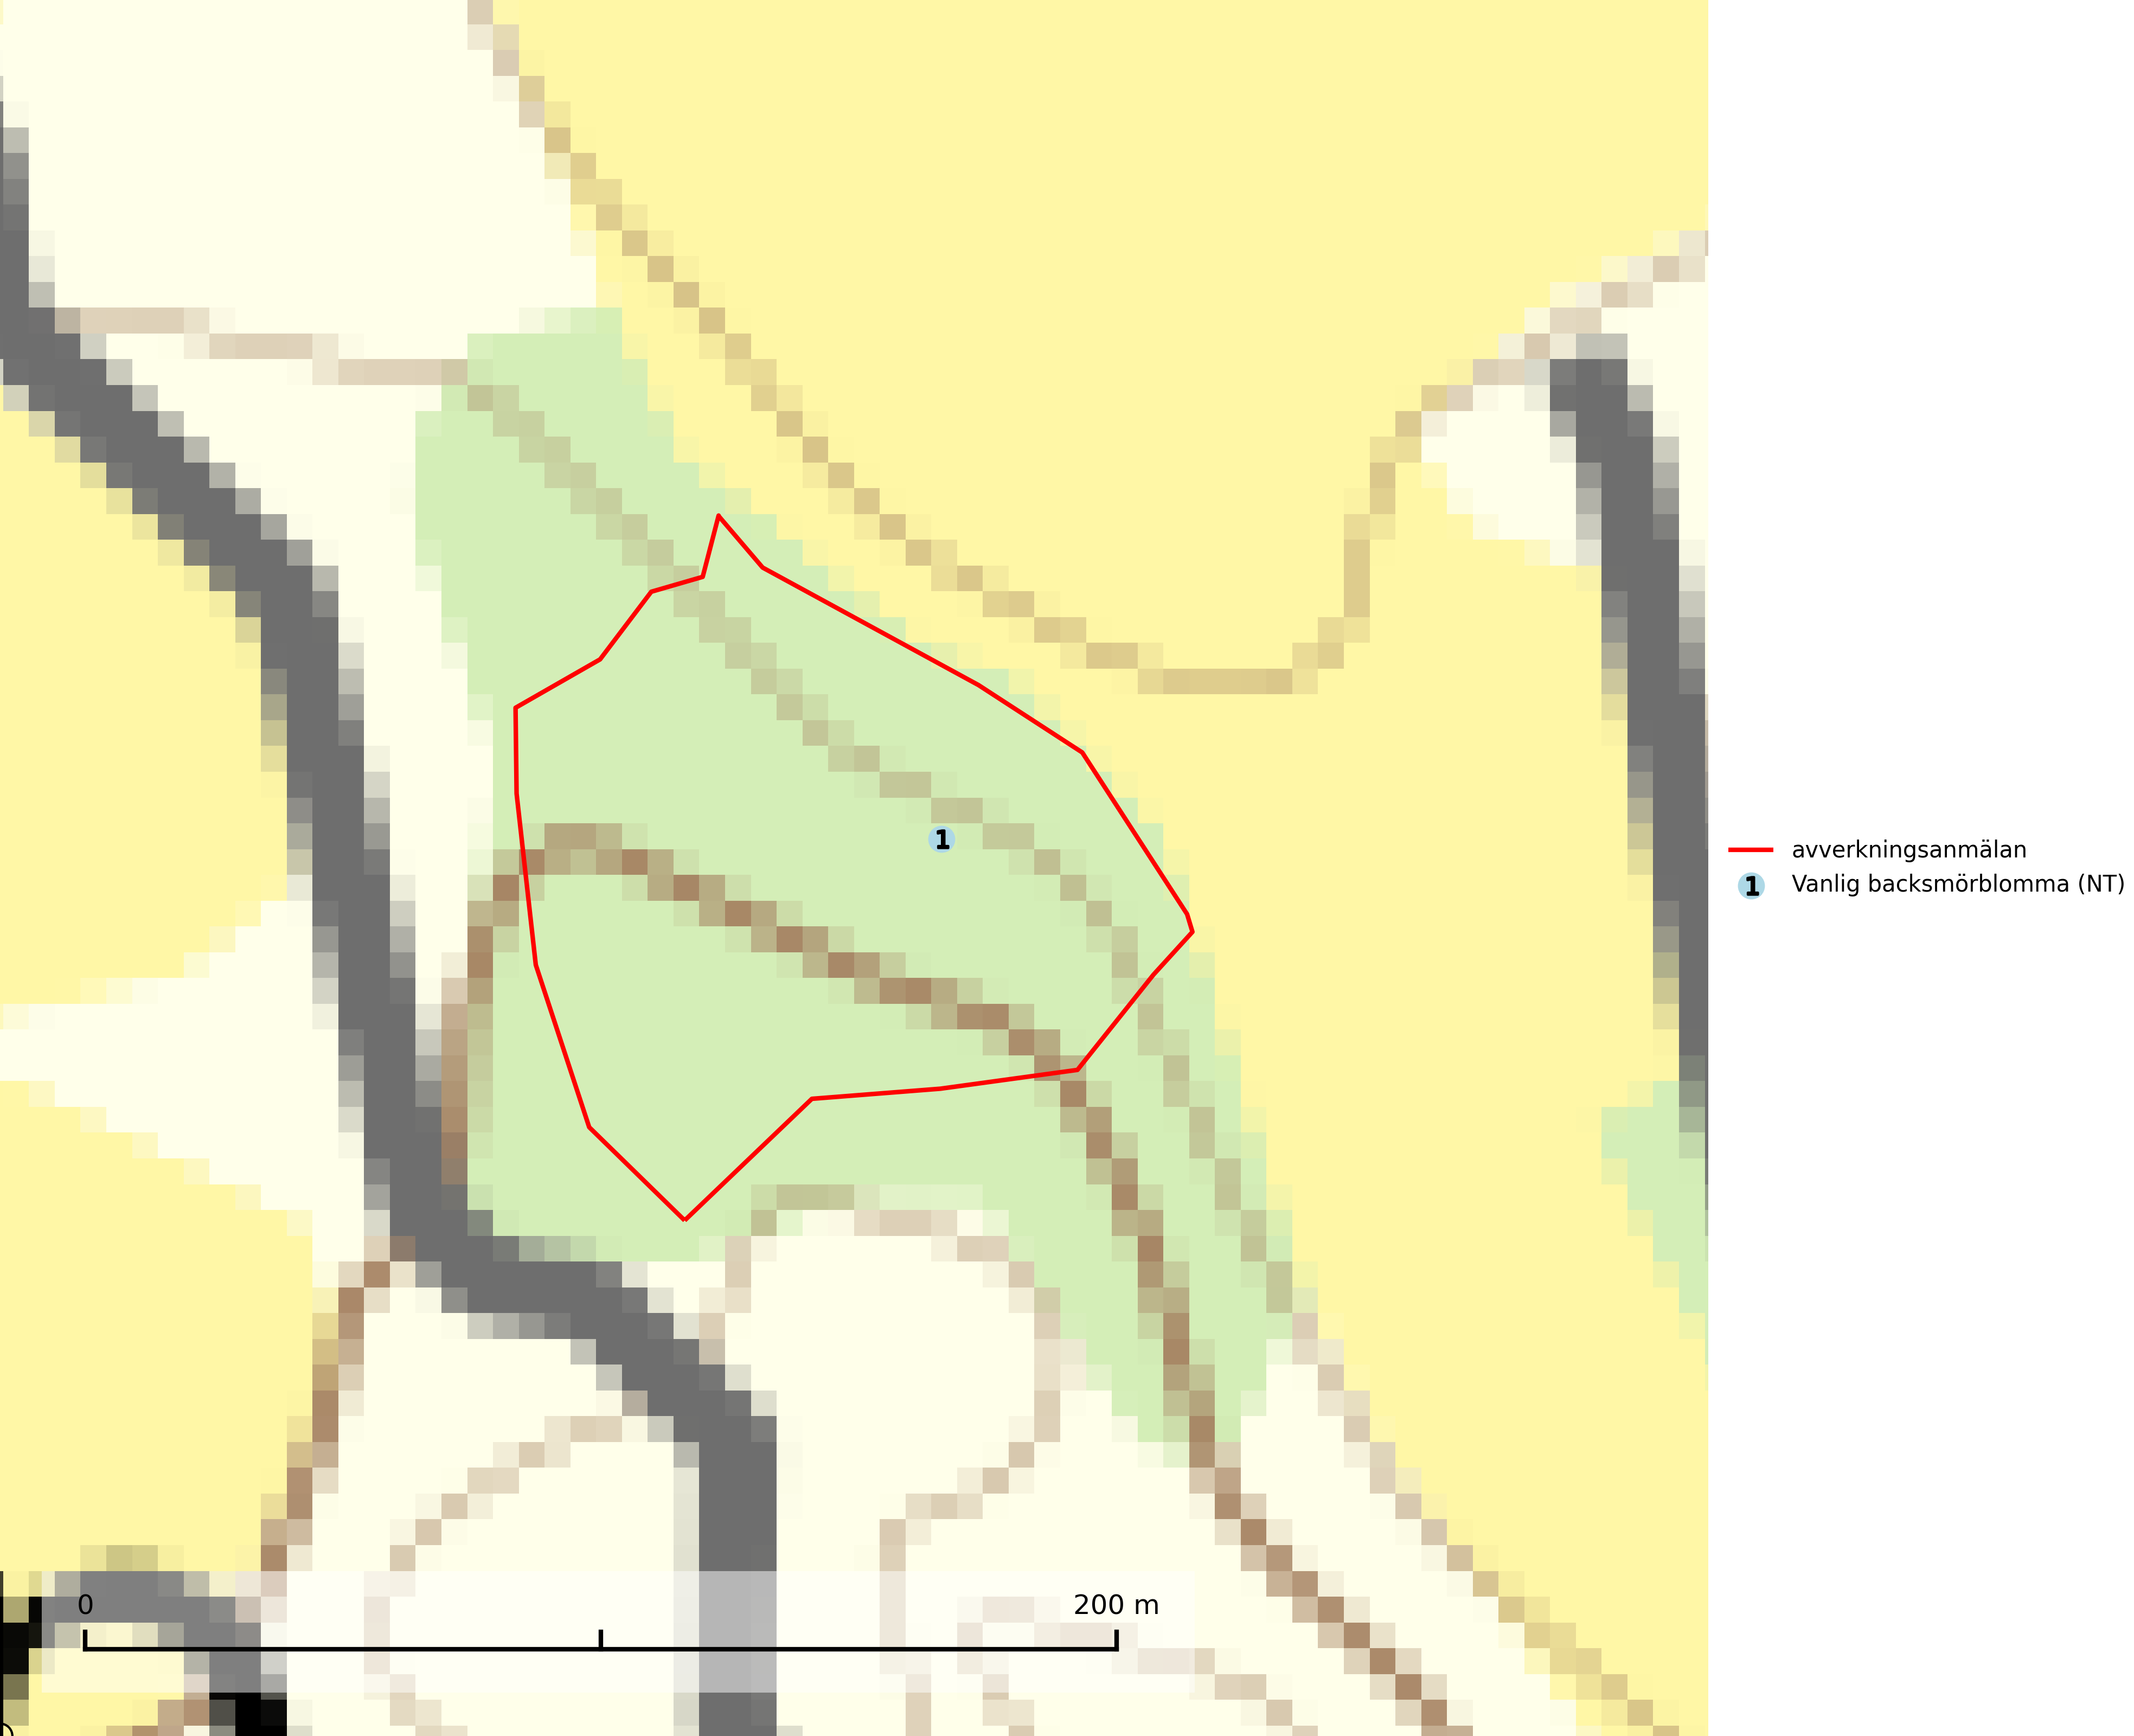 1
avverkningsanmälan
1 Vanlig backsmörblomma (NT)
0 200 m